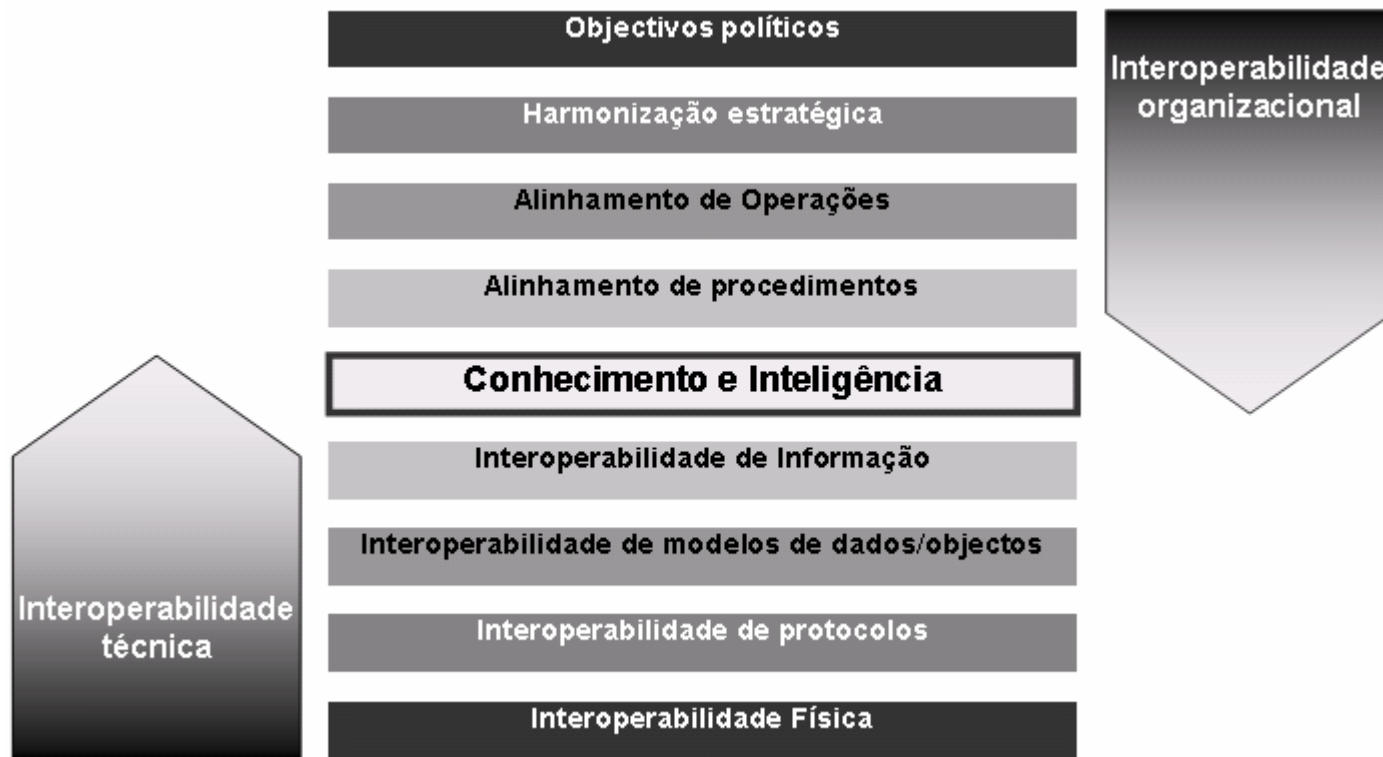 Objectivos políticos
Interoperabilidade
organizacional
Harmonização estratégica
Alinhamento de Operações
Alinhamento de procedimentos
Conhecimento e Inteligência
Interoperabilidade de Informação
Interoperabilidade de modelos de dados/objectos
Interoperabilidade
técnica
Interoperabilidade de protocolos
Interoperabilidade Física